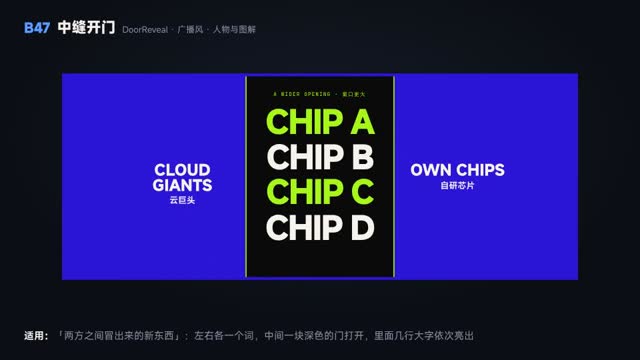 B47 中缝开门 DoorReveal · 广播风 · 人物与图解
A WIDER OPENING · 窗口更大
CHIP A
CHIP B
CHIP C
CHIP D
CLOUD
GIANTS
云巨头
OWN CHIPS
自研芯片
适用：「两方之间冒出来的新东西」：左右各一个词，中间一块深色的门打开，里面几行大字依次亮出